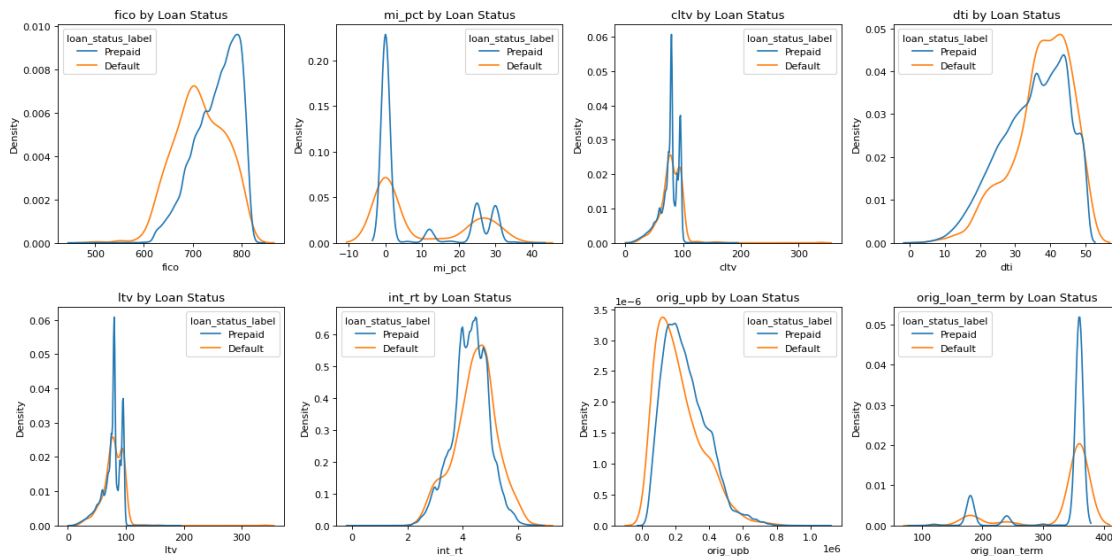 fico by Loan Status
loan_status_label
Prepaid
Default
Density
0.010
0.008
0.006
0.004
0.002
0.000
500
600
700
800
fico
mi_pct by Loan Status
loan_status_label
Prepaid
Default
Density
0.20
0.15
0.10
0.05
0.00
−10
0
10
20
30
40
mi_pct
cltv by Loan Status
loan_status_label
Prepaid
Default
Density
0.06
0.05
0.04
0.03
0.02
0.01
0.00
0
100
200
300
cltv
dti by Loan Status
loan_status_label
Prepaid
Default
Density
0.05
0.04
0.03
0.02
0.01
0.00
0
10
20
30
40
50
dti
ltv by Loan Status
loan_status_label
Prepaid
Default
Density
0.06
0.05
0.04
0.03
0.02
0.01
0.00
0
100
200
300
ltv
int_rt by Loan Status
loan_status_label
Prepaid
Default
Density
0.6
0.5
0.4
0.3
0.2
0.1
0.0
0
2
4
6
int_rt
1e−6
orig_upb by Loan Status
loan_status_label
Prepaid
Default
Density
3.5
3.0
2.5
2.0
1.5
1.0
0.5
0.0
0.0
0.2
0.4
0.6
0.8
1.0
1e6
orig_upb
orig_loan_term by Loan Status
loan_status_label
Prepaid
Default
Density
0.05
0.04
0.03
0.02
0.01
0.00
100
200
300
400
orig_loan_term